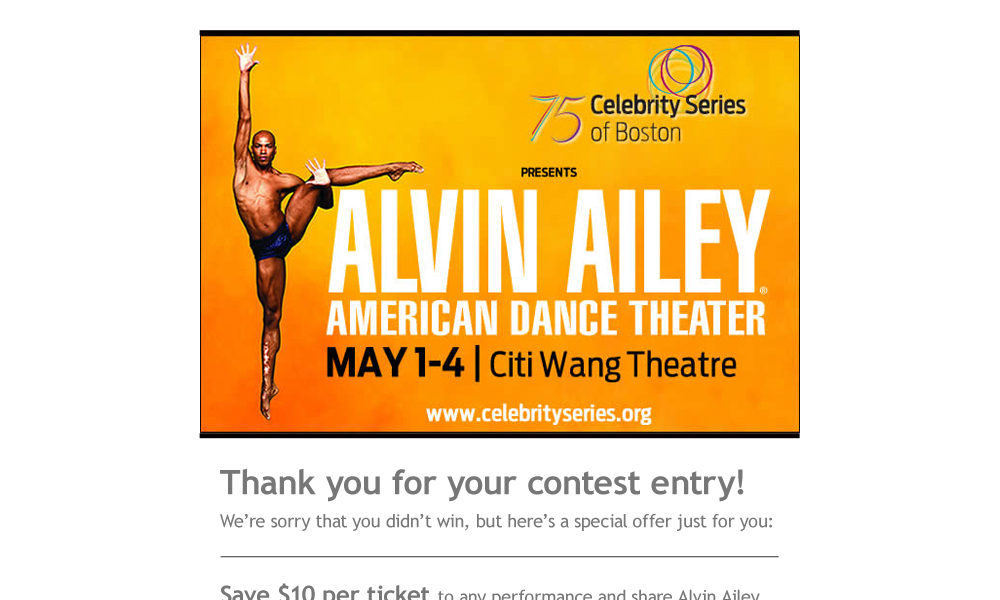 75 Celebrity Series
of Boston
PRESENTS
ALVIN AILEY®
AMERICAN DANCE THEATER
MAY 1-4 | Citi Wang Theatre
www.celebrityseries.org
Thank you for your contest entry!
We're sorry that you didn't win, but here's a special offer just for you:
Save $10 per ticket to any performance and share Alvin Ailey